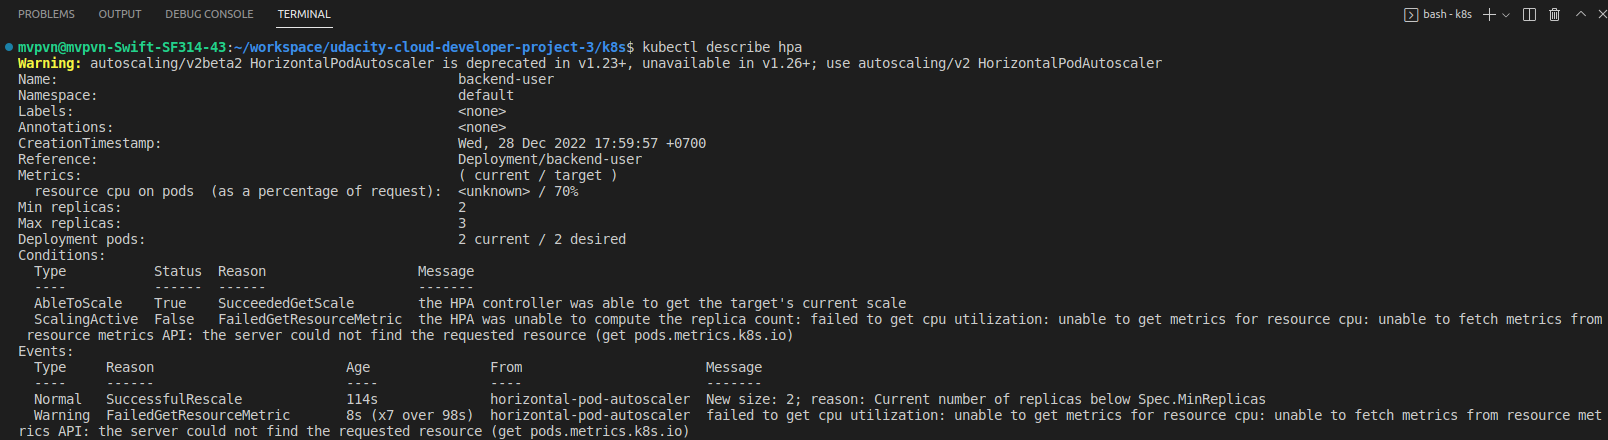 PROBLEMS OUTPUT DEBUG CONSOLE TERMINAL bash - k8s
mvpvn@mvpvn-Swift-SF314-43:~/workspace/udacity-cloud-developer-project-3/k8s$ kubectl describe hpa
Warning: autoscaling/v2beta2 HorizontalPodAutoscaler is deprecated in v1.23+, unavailable in v1.26+; use autoscaling/v2 HorizontalPodAutoscaler
Name: backend-user
Namespace: default
Labels: <none>
Annotations: <none>
CreationTimestamp: Wed, 28 Dec 2022 17:59:57 +0700
Reference: Deployment/backend-user
Metrics: ( current / target )
resource cpu on pods (as a percentage of request): <unknown> / 70%
Min replicas: 2
Max replicas: 3
Deployment pods: 2 current / 2 desired
Conditions:
Type Status Reason Message
---- ------ ------ -------
AbleToScale True SucceededGetScale the HPA controller was able to get the target's current scale
ScalingActive False FailedGetResourceMetric the HPA was unable to compute the replica count: failed to get cpu utilization: unable to get metrics for resource cpu: unable to fetch metrics from
resource metrics API: the server could not find the requested resource (get pods.metrics.k8s.io)
Events:
Type Reason Age From Message
---- ------ ---- ---- -------
Normal SuccessfulRescale 114s horizontal-pod-autoscaler New size: 2; reason: Current number of replicas below Spec.MinReplicas
Warning FailedGetResourceMetric 8s (x7 over 98s) horizontal-pod-autoscaler failed to get cpu utilization: unable to get metrics for resource cpu: unable to fetch metrics from resource met
rics API: the server could not find the requested resource (get pods.metrics.k8s.io)